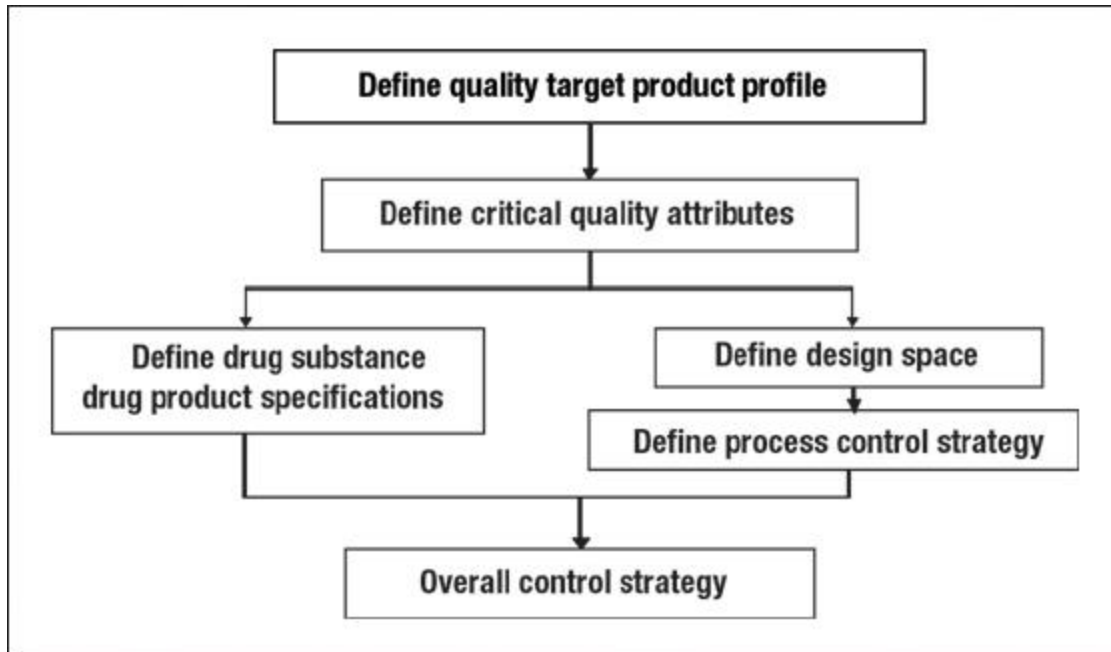 Define quality target product profile
Define critical quality attributes
Define drug substance
drug product specifications
Define design space
Define process control strategy
Overall control strategy